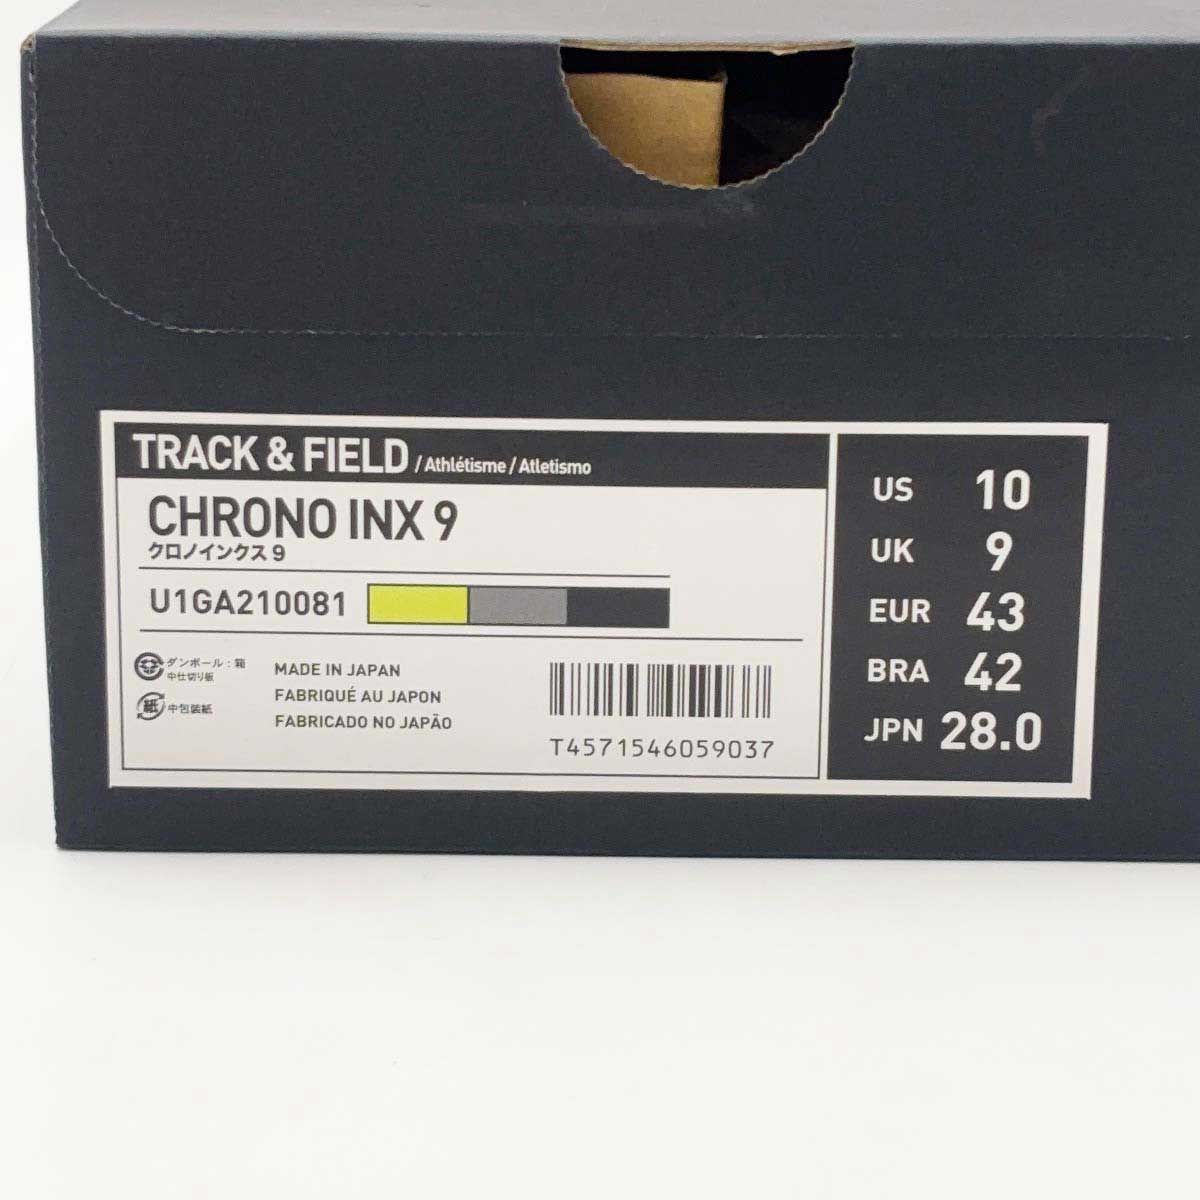 TRACK & FIELD / Athlétisme / Atletismo
CHRONO INX 9
クロノインクス 9
U1GA210081
ダンボール：箱
中仕切り板
紙 中包装紙
MADE IN JAPAN
FABRIQUÉ AU JAPON
FABRICADO NO JAPÃO
T4571546059037
US 10
UK 9
EUR 43
BRA 42
JPN 28.0